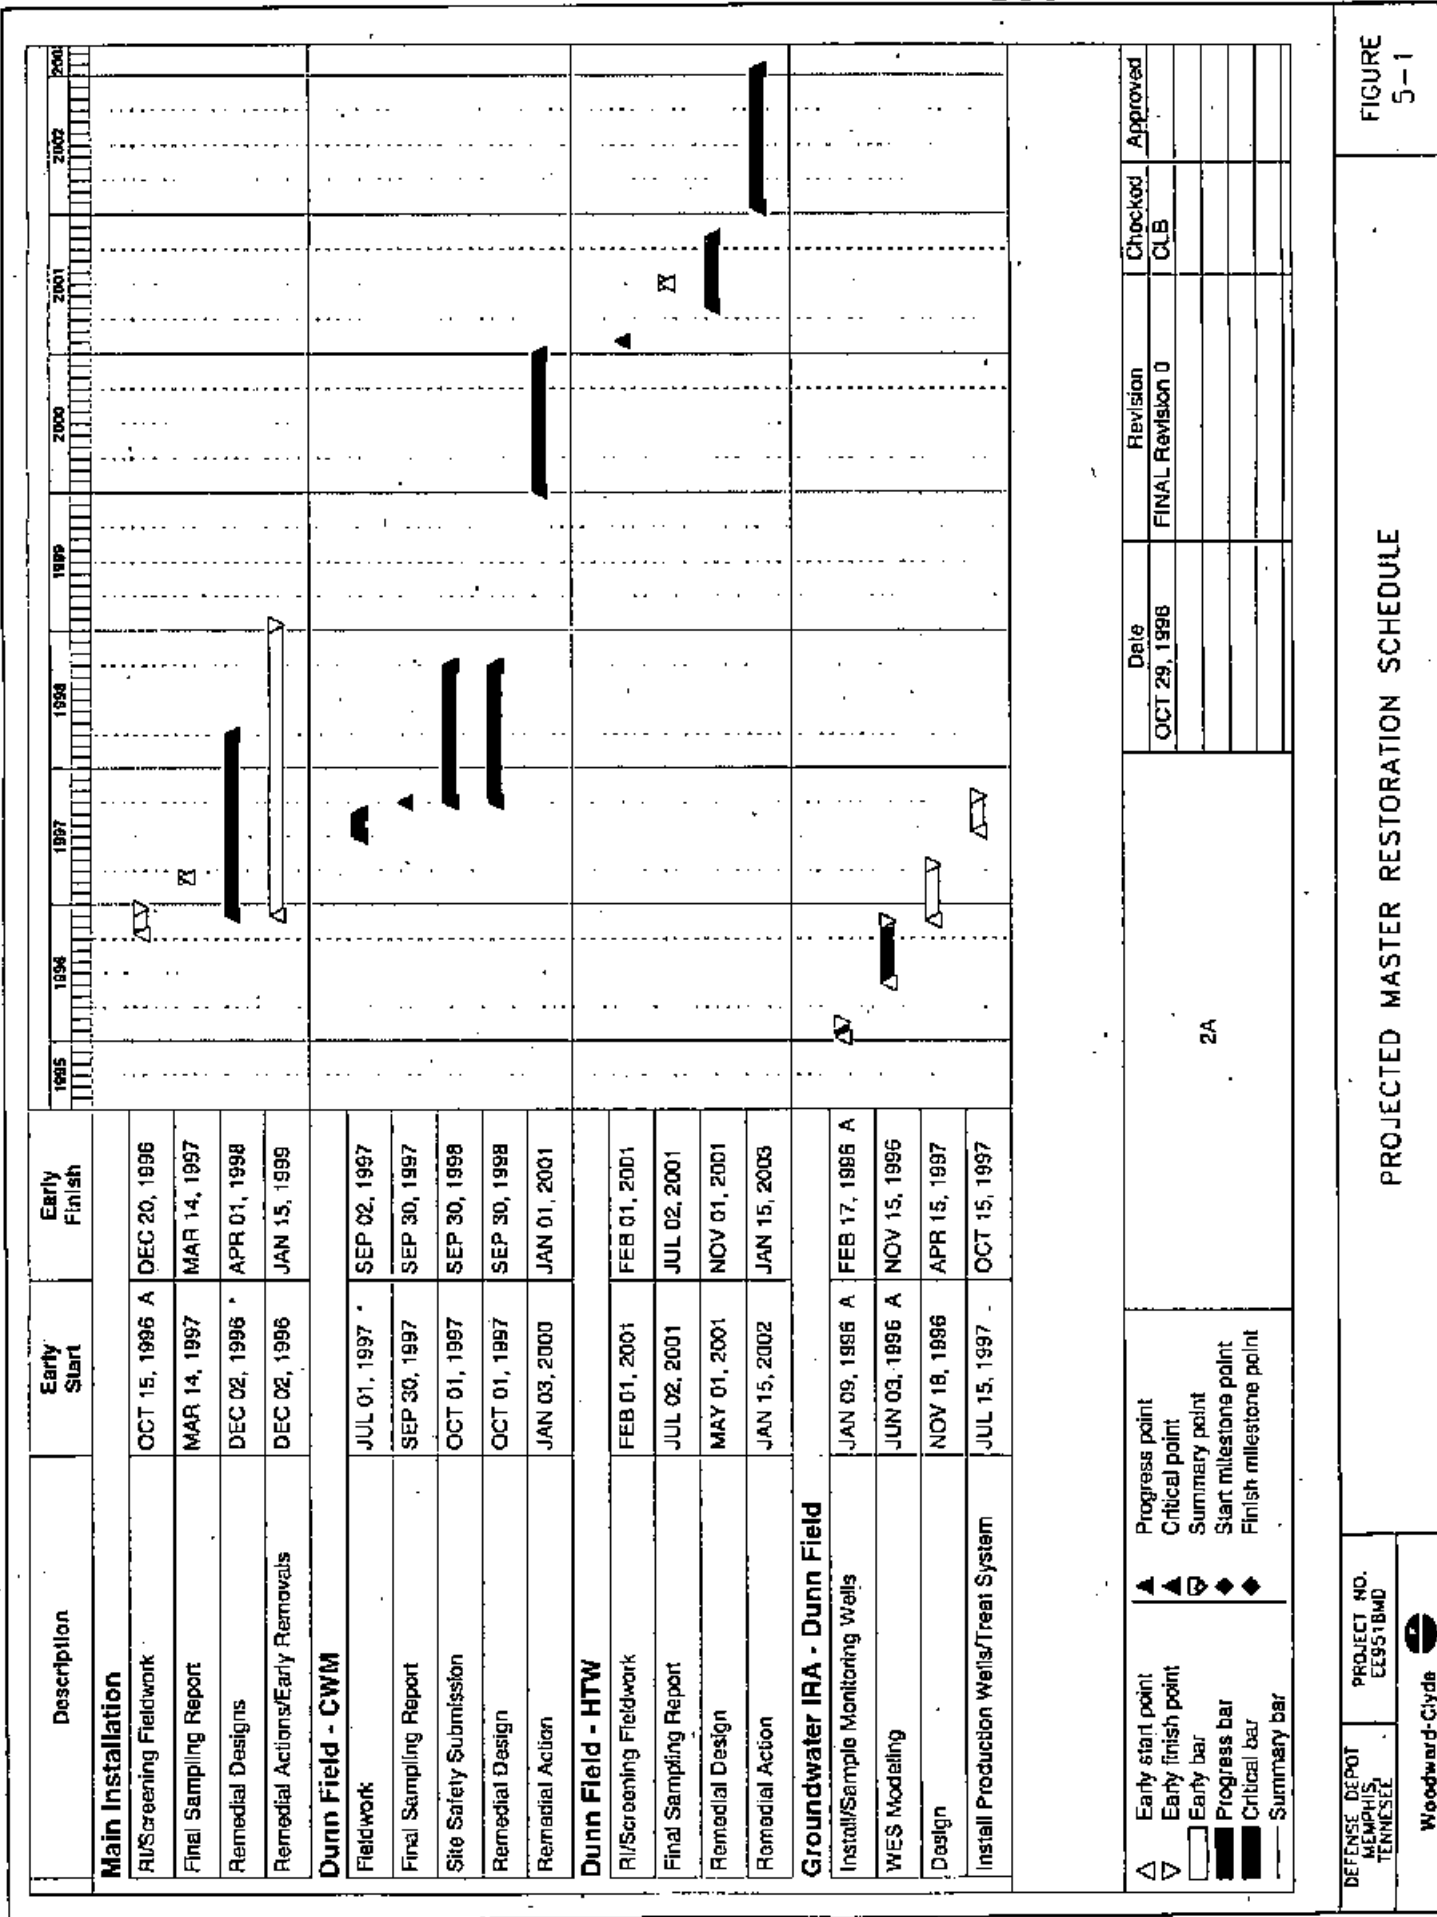 Description Early Start Early Finish 1995 1996 1997 1998 1999 2000 2001 2002
Main Installation
RI/Screening Fieldwork OCT 15, 1996 A DEC 20, 1996
Final Sampling Report MAR 14, 1997 MAR 14, 1997
Remedial Designs DEC 02, 1996 * APR 01, 1998
Remedial Actions/Early Removals DEC 02, 1996 JAN 15, 1999
Dunn Field - CWM
Fieldwork JUL 01, 1997 * SEP 02, 1997
Final Sampling Report SEP 30, 1997 SEP 30, 1997
Site Safety Submission OCT 01, 1997 SEP 30, 1998
Remedial Design OCT 01, 1997 SEP 30, 1998
Remedial Action JAN 03, 2000 JAN 01, 2001
Dunn Field - HTW
RI/Screening Fieldwork FEB 01, 2001 FEB 01, 2001
Final Sampling Report JUL 02, 2001 JUL 02, 2001
Remedial Design MAY 01, 2001 NOV 01, 2001
Remedial Action JAN 15, 2002 JAN 15, 2003
Groundwater IRA - Dunn Field
Install/Sample Monitoring Wells JAN 09, 1996 A FEB 17, 1996 A
WES Modeling JUN 03, 1996 A NOV 15, 1996
Design NOV 18, 1996 APR 15, 1997
Install Production Wells/Treat System JUL 15, 1997 OCT 15, 1997
Early start point
Early finish point
Early bar
Progress bar
Critical bar
Summary bar
Progress point
Critical point
Summary point
Start milestone point
Finish milestone point
2A
Date Revision Checked Approved
OCT 29, 1996 FINAL Revision 0 CLB
DEFENSE DEPOT
MEMPHIS,
TENNESEE
PROJECT NO.
EE951BMD
Woodward-Clyde
PROJECTED MASTER RESTORATION SCHEDULE
FIGURE
5-1